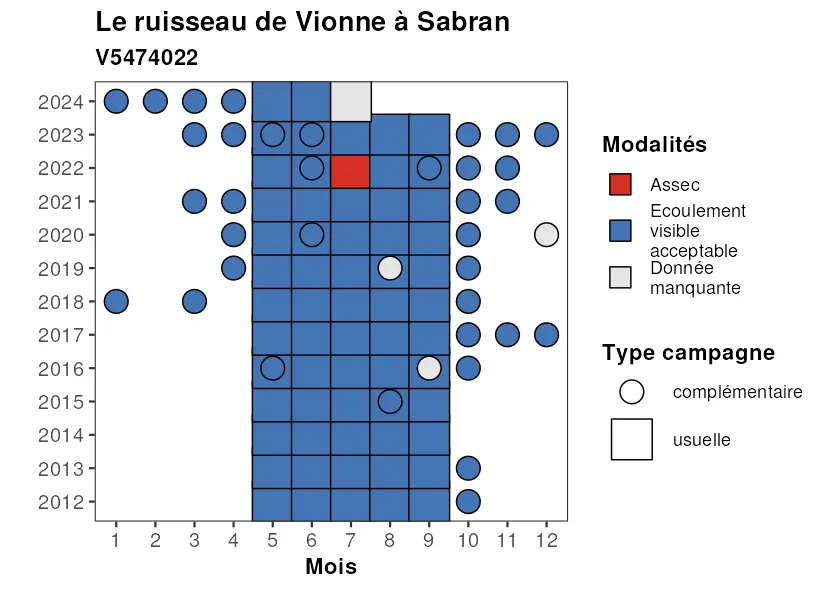 Le ruisseau de Vionne à Sabran
V5474022
2024
2023
2022
2021
2020
2019
2018
2017
2016
2015
2014
2013
2012
1 2 3 4 5 6 7 8 9 10 11 12
Mois
Modalités
Assec
Ecoulement
visible
acceptable
Donnée
manquante
Type campagne
complémentaire
usuelle